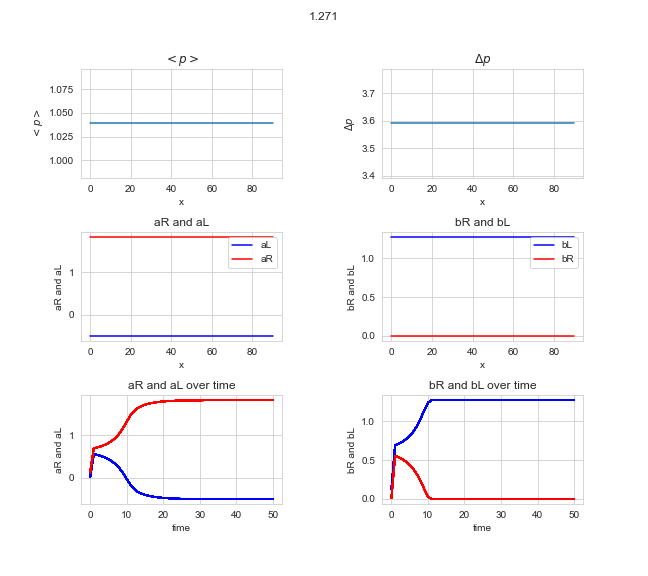 1.271
< p >
Δp
1.075
1.050
1.025
1.000
< p >
0 20 40 60 80
x
3.7
3.6
3.5
3.4
Δp
0 20 40 60 80
x
aR and aL
bR and bL
aL
aR
1
0
aR and aL
0 20 40 60 80
x
bL
bR
1.0
0.5
0.0
bR and bL
0 20 40 60 80
x
aR and aL over time
bR and bL over time
1
0
aR and aL
0 10 20 30 40 50
time
1.0
0.5
0.0
bR and bL
0 10 20 30 40 50
time